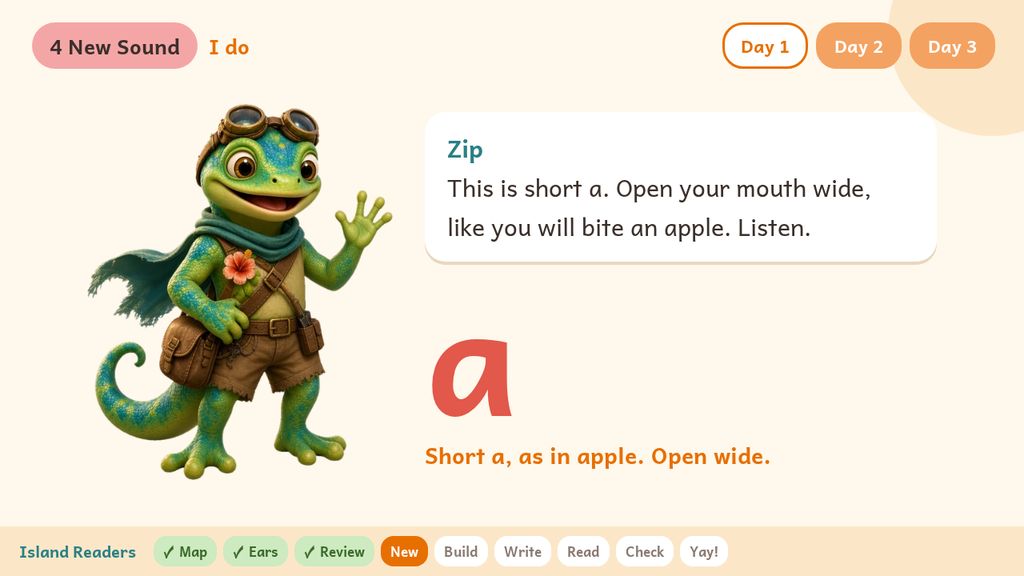 4 New Sound I do Day 1 Day 2 Day 3
Zip
This is short a. Open your mouth wide,
like you will bite an apple. Listen.
a
Short a, as in apple. Open wide.
Island Readers ✓ Map ✓ Ears ✓ Review New Build Write Read Check Yay!